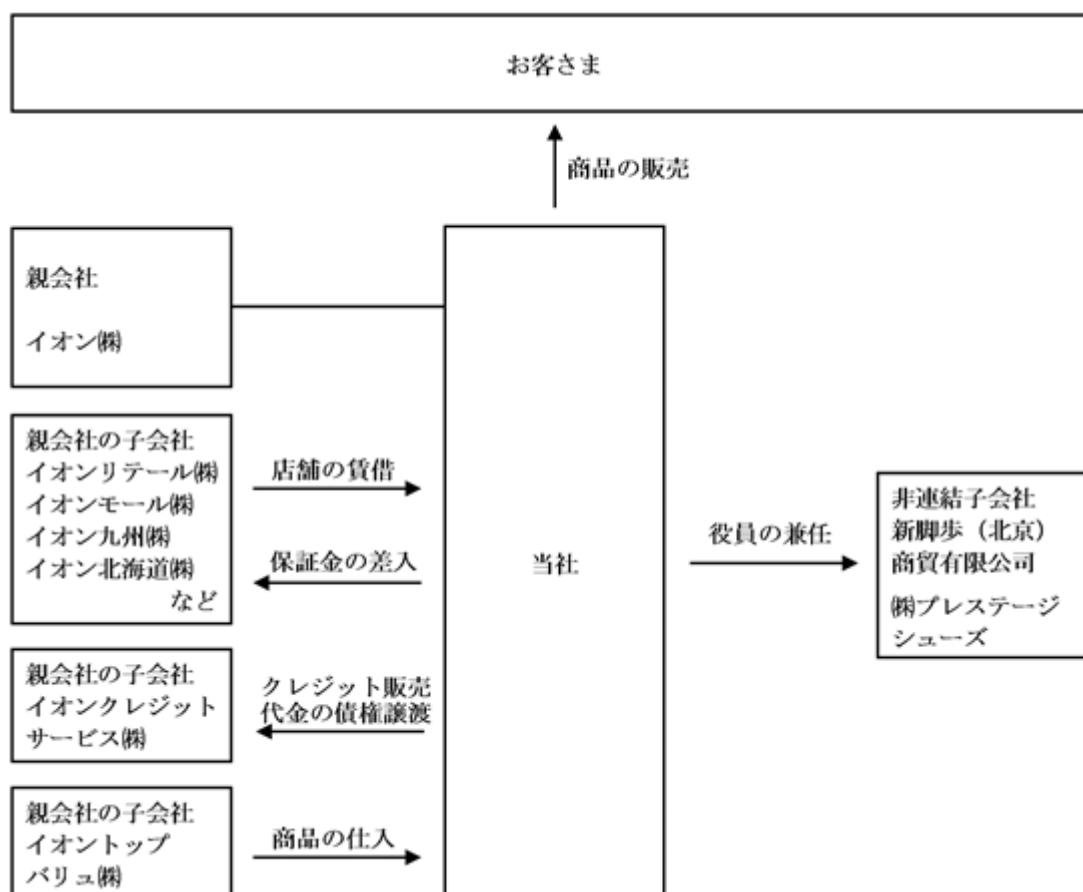 お客さま
商品の販売
親会社
イオン㈱
親会社の子会社
イオンリテール㈱
イオンモール㈱
イオン九州㈱
イオン北海道㈱
など
店舗の賃借
保証金の差入
当社
役員の兼任
非連結子会社
新脚歩（北京）
商貿有限公司
㈱プレステージ
シューズ
親会社の子会社
イオンクレジット
サービス㈱
クレジット販売
代金の債権譲渡
親会社の子会社
イオントップ
バリュ㈱
商品の仕入